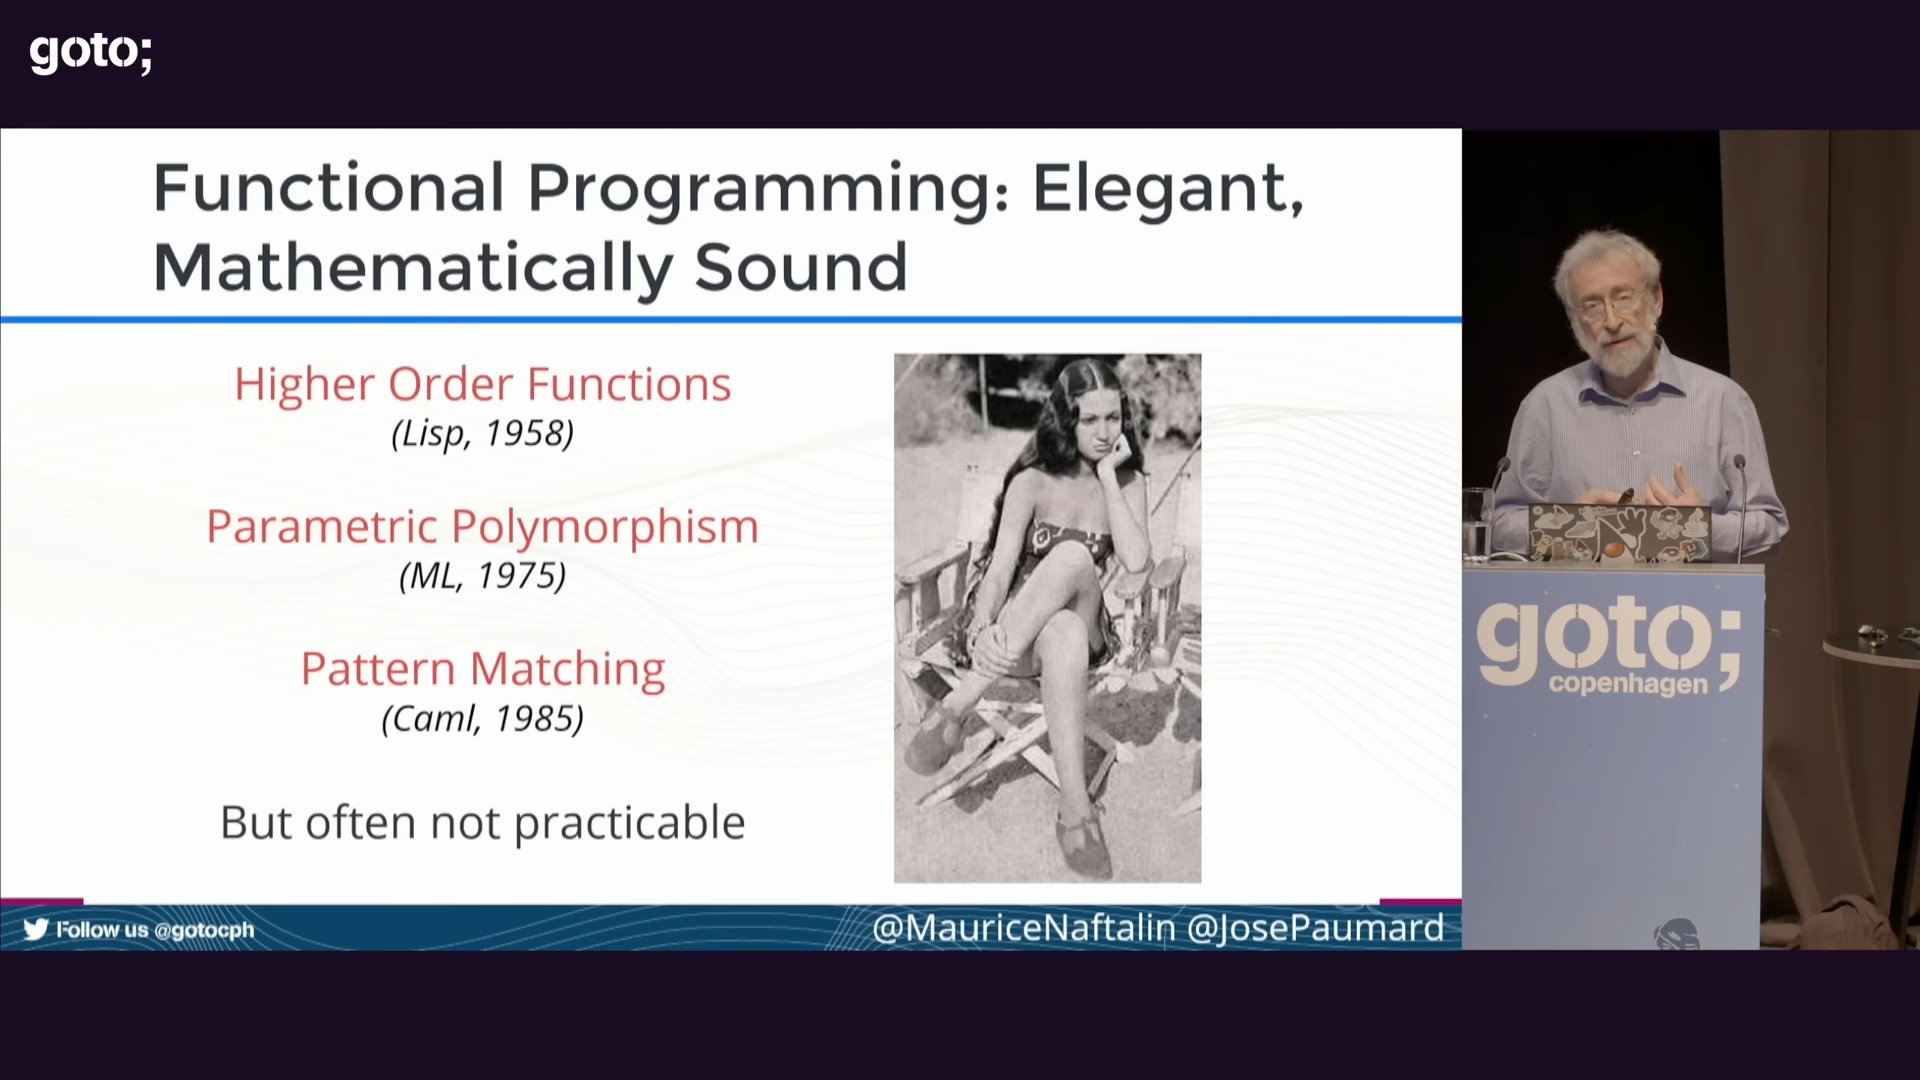 goto;
Functional Programming: Elegant,
Mathematically Sound
Higher Order Functions
(Lisp, 1958)
Parametric Polymorphism
(ML, 1975)
Pattern Matching
(Caml, 1985)
But often not practicable
Follow us @gotocph
@MauriceNaftalin @JosePaumard
goto;
copenhagen